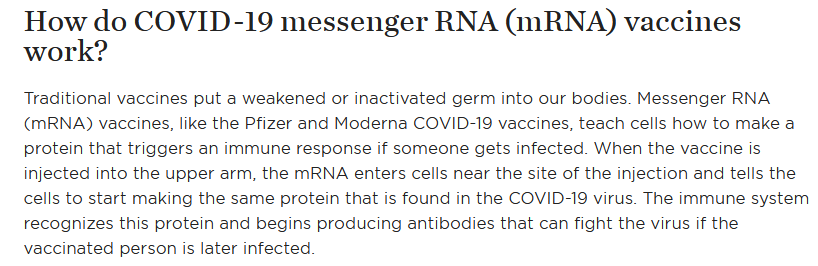 How do COVID-19 messenger RNA (mRNA) vaccines
work?
Traditional vaccines put a weakened or inactivated germ into our bodies. Messenger RNA
(mRNA) vaccines, like the Pfizer and Moderna COVID-19 vaccines, teach cells how to make a
protein that triggers an immune response if someone gets infected. When the vaccine is
injected into the upper arm, the mRNA enters cells near the site of the injection and tells the
cells to start making the same protein that is found in the COVID-19 virus. The immune system
recognizes this protein and begins producing antibodies that can fight the virus if the
vaccinated person is later infected.